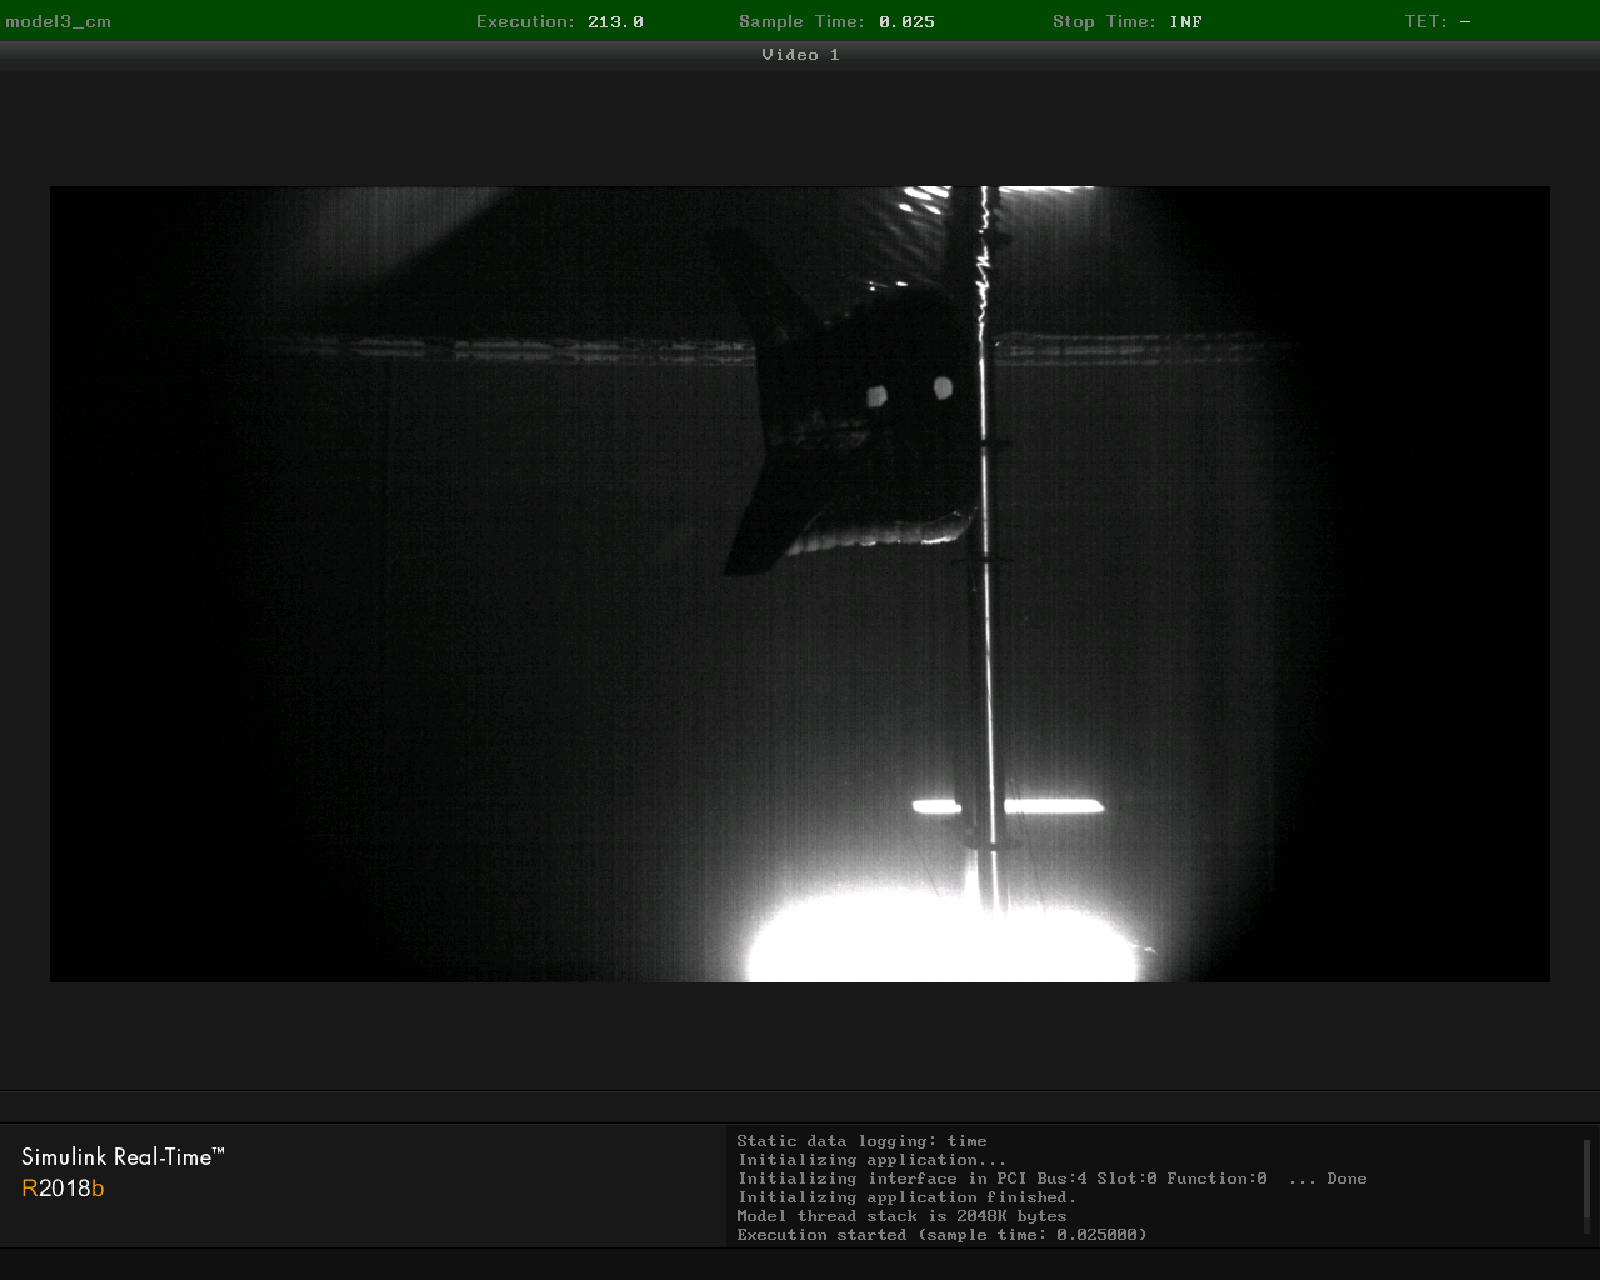 model3_cm Execution: 213.0 Sample Time: 0.025 Stop Time: INF TET: –
Video 1
Simulink Real-Time™
R2018b
Static data logging: time
Initializing application...
Initializing interface in PCI Bus:4 Slot:0 Function:0 ... Done
Initializing application finished.
Model thread stack is 2048K bytes
Execution started (sample time: 0.025000)